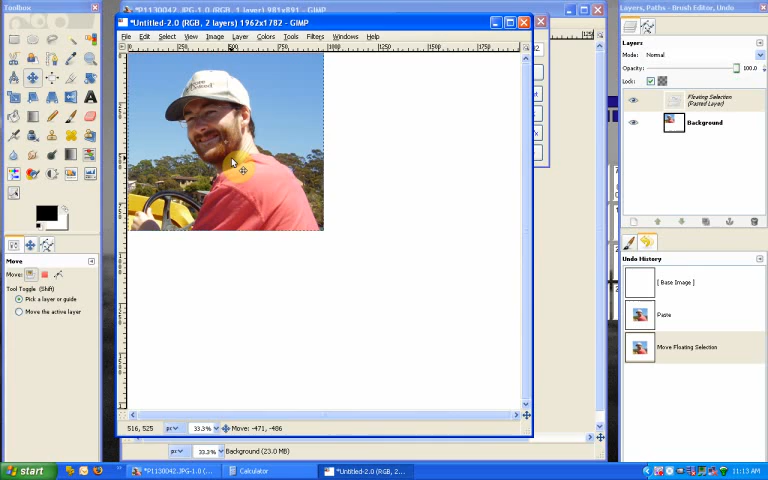 Toolbox
*P1130042.JPG-1.0 (RGB, 1 layer) 981x891 - GIMP
*Untitled-2.0 (RGB, 2 layers) 1962x1782 - GIMP
Layers, Paths - Brush Editor, Undo
File Edit Select View Image Layer Colors Tools Filters Windows Help
Layers
Mode: Normal
Opacity: 100.0
Lock:
Floating Selection
(Pasted Layer)
Background
Undo History
[ Base Image ]
Paste
Move Floating Selection
Move
Move:
Tool Toggle (Shift)
Pick a layer or guide
Move the active layer
516, 525 px 33.3% Move: -471, -486
px 33.3% Background (23.0 MB)
start
*P1130042.JPG-1.0 (...
Calculator
*Untitled-2.0 (RGB, 2...
11:13 AM